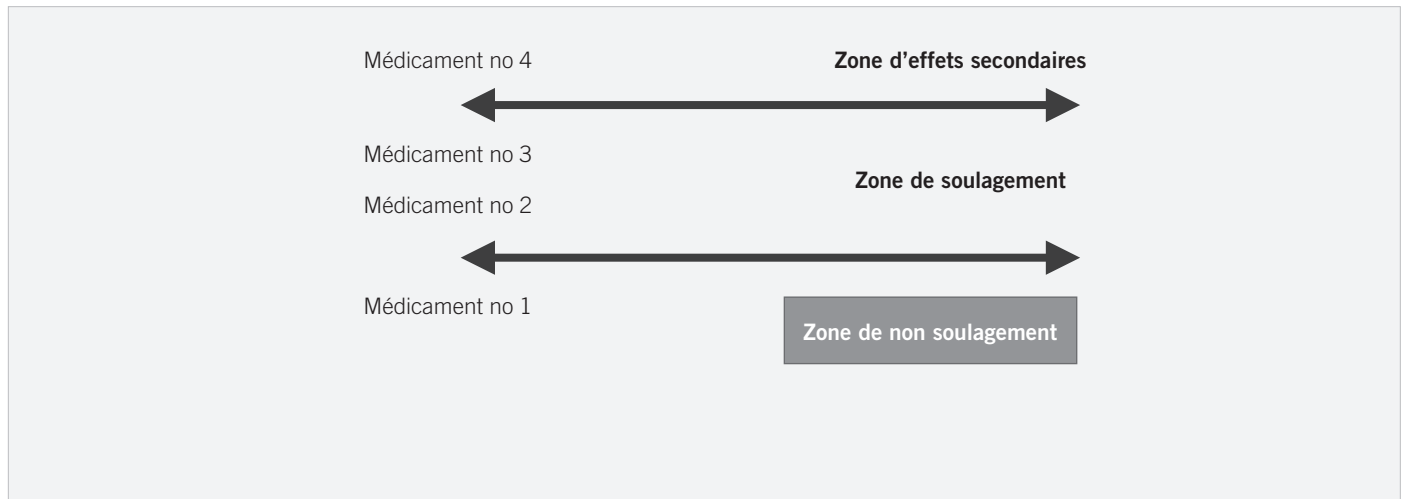 Médicament no 4
Zone d'effets secondaires
Médicament no 3
Zone de soulagement
Médicament no 2
Médicament no 1
Zone de non soulagement